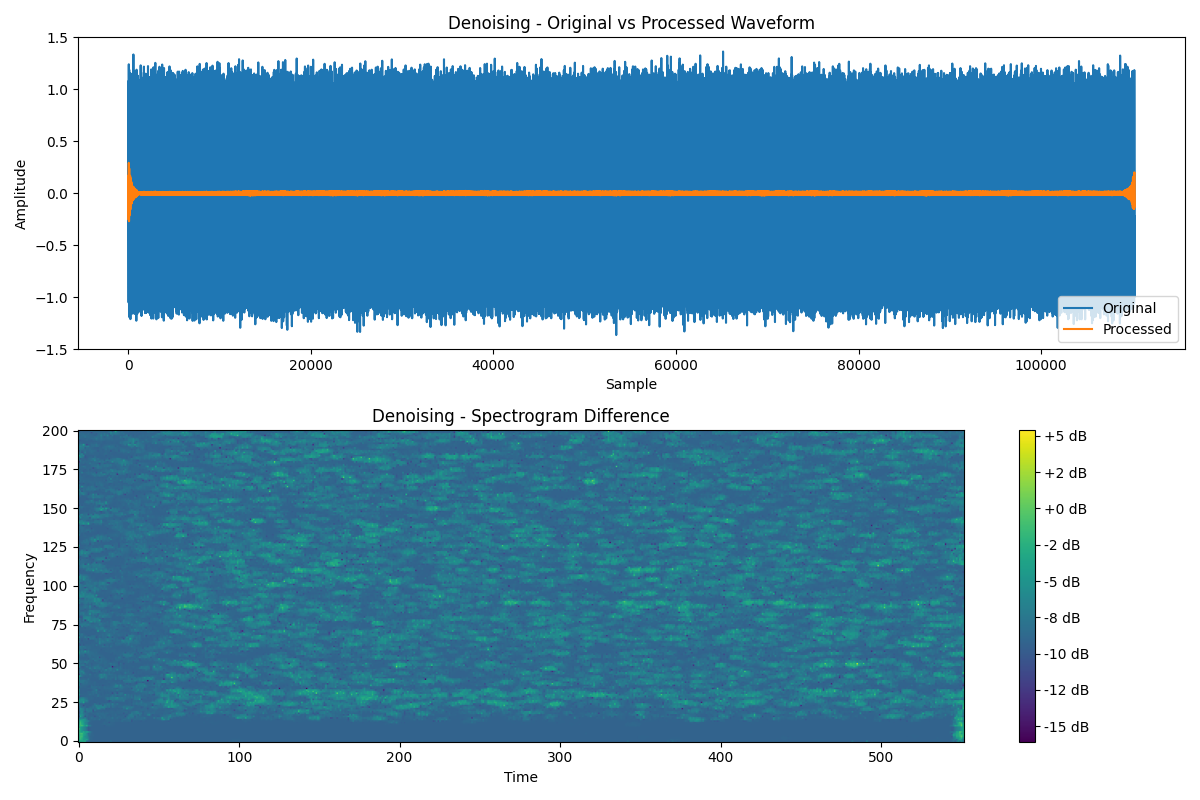 Denoising - Original vs Processed Waveform
1.5
1.0
0.5
0.0
−0.5
−1.0
−1.5
Amplitude
Original
Processed
0 20000 40000 60000 80000 100000
Sample
Denoising - Spectrogram Difference
200
175
150
125
100
75
50
25
0
Frequency
0 100 200 300 400 500
Time
+5 dB
+2 dB
+0 dB
-2 dB
-5 dB
-8 dB
-10 dB
-12 dB
-15 dB